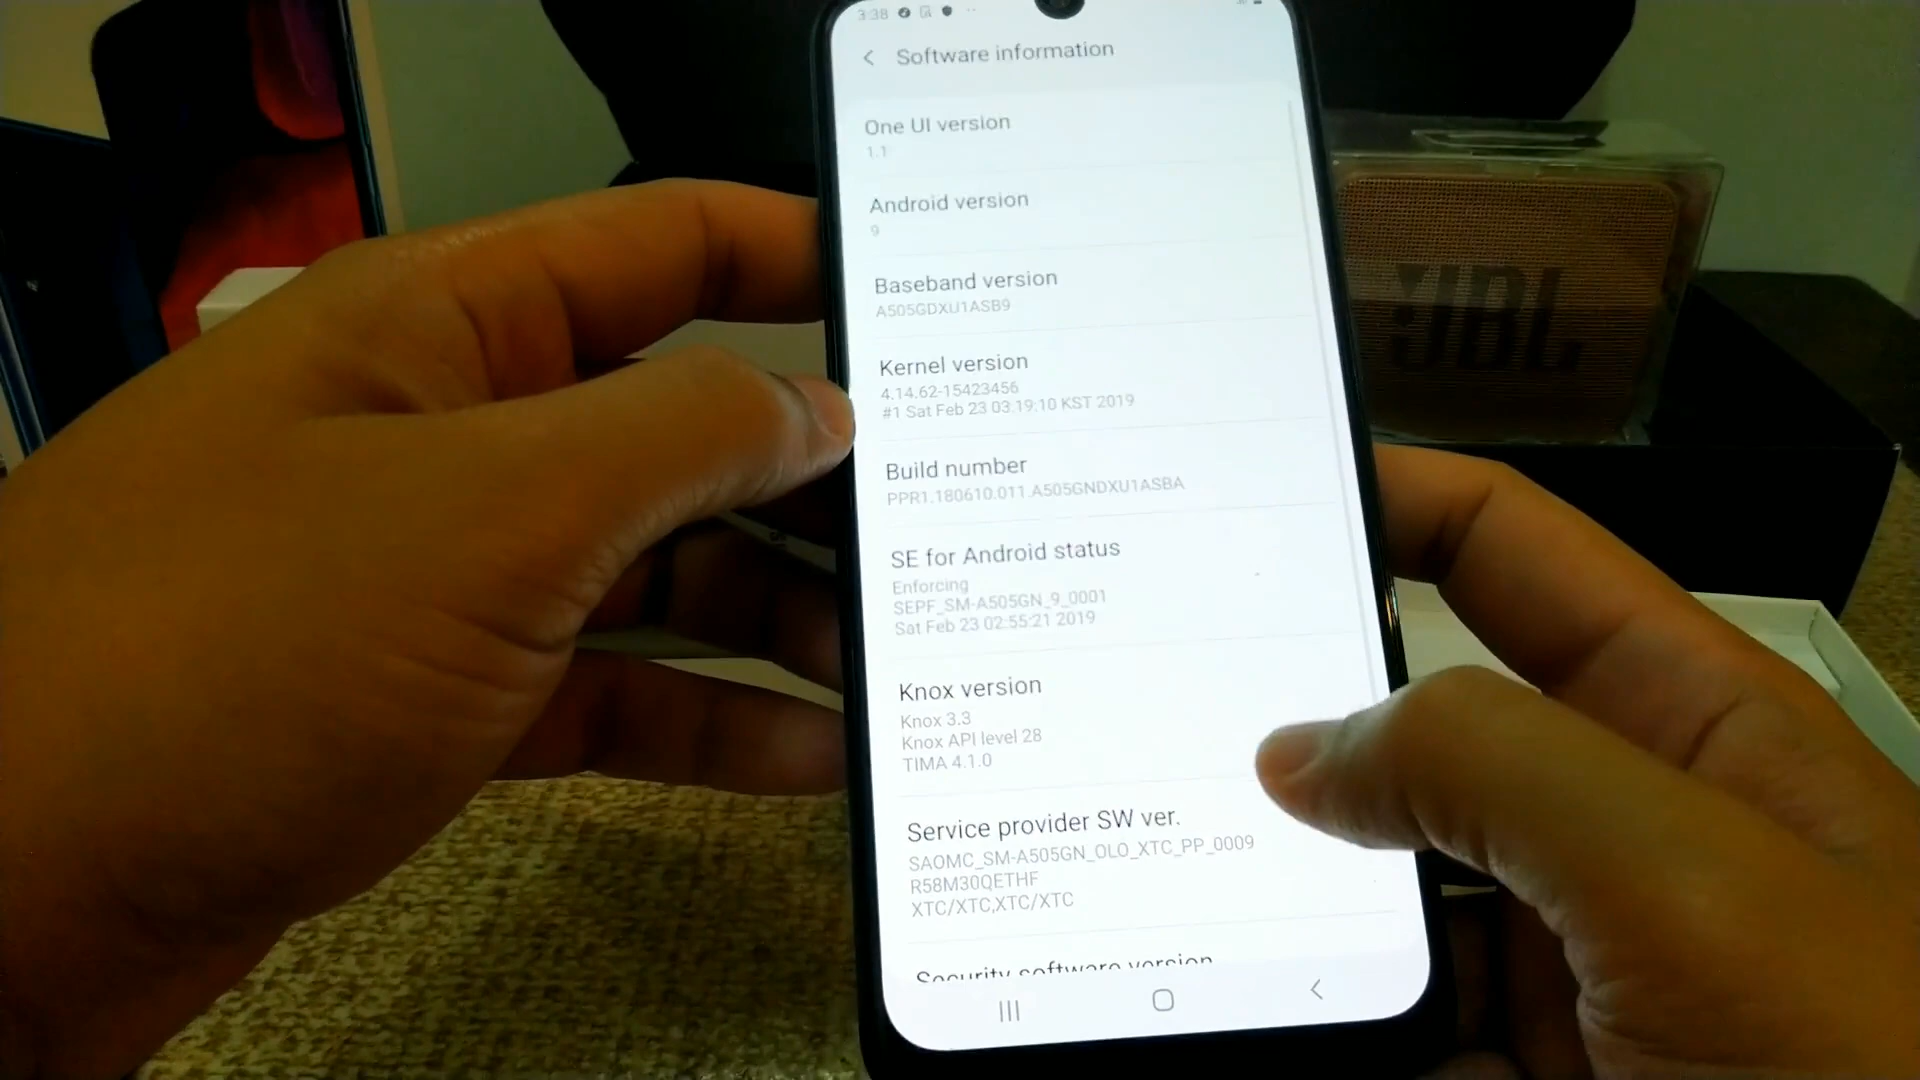 3:38
Software information
One UI version
1.1
Android version
9
Baseband version
A505GDXU1ASB9
Kernel version
4.14.62-15423456
#1 Sat Feb 23 03:19:10 KST 2019
Build number
PPR1.180610.011.A505GNDXU1ASBA
SE for Android status
Enforcing
SEPF_SM-A505GN_9_0001
Sat Feb 23 02:55:21 2019
Knox version
Knox 3.3
Knox API level 28
TIMA 4.1.0
Service provider SW ver.
SAOMC_SM-A505GN_OLO_XTC_PP_0009
R58M30QETHF
XTC/XTC,XTC/XTC
Security software version
JBL